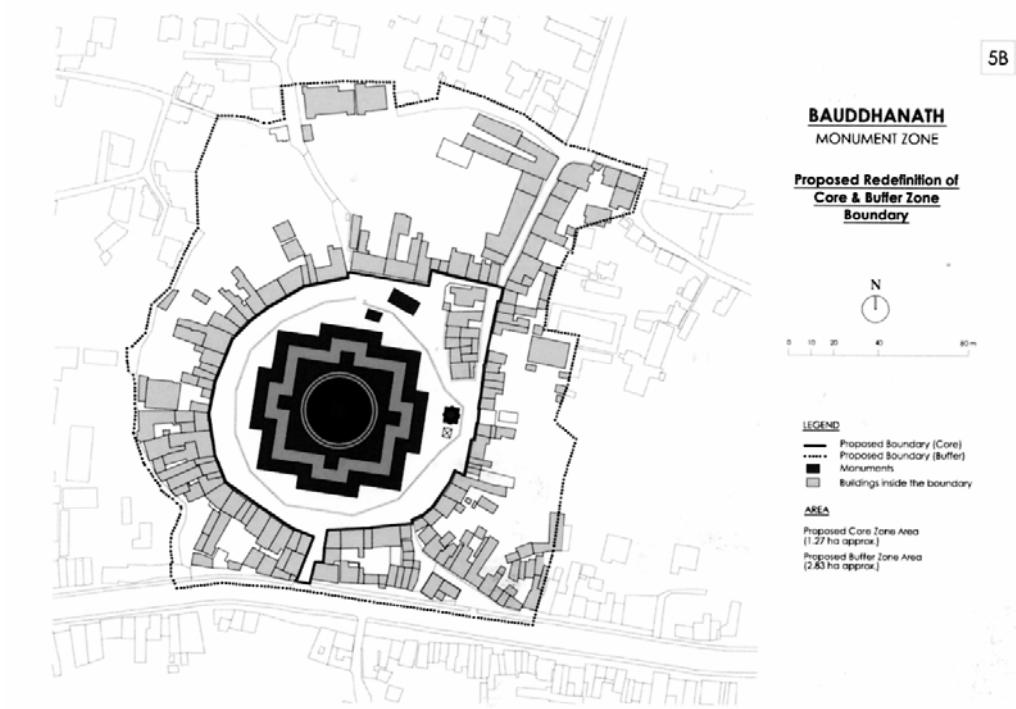 5B
BAUDDHANATH
MONUMENT ZONE
Proposed Redefinition of
Core & Buffer Zone
Boundary
N
0 10 20 40 80 m
LEGEND
Proposed Boundary (Core)
Proposed Boundary (Buffer)
Monuments
Buildings inside the boundary
AREA
Proposed Core Zone Area
(1.27 ha approx.)
Proposed Buffer Zone Area
(2.83 ha approx.)